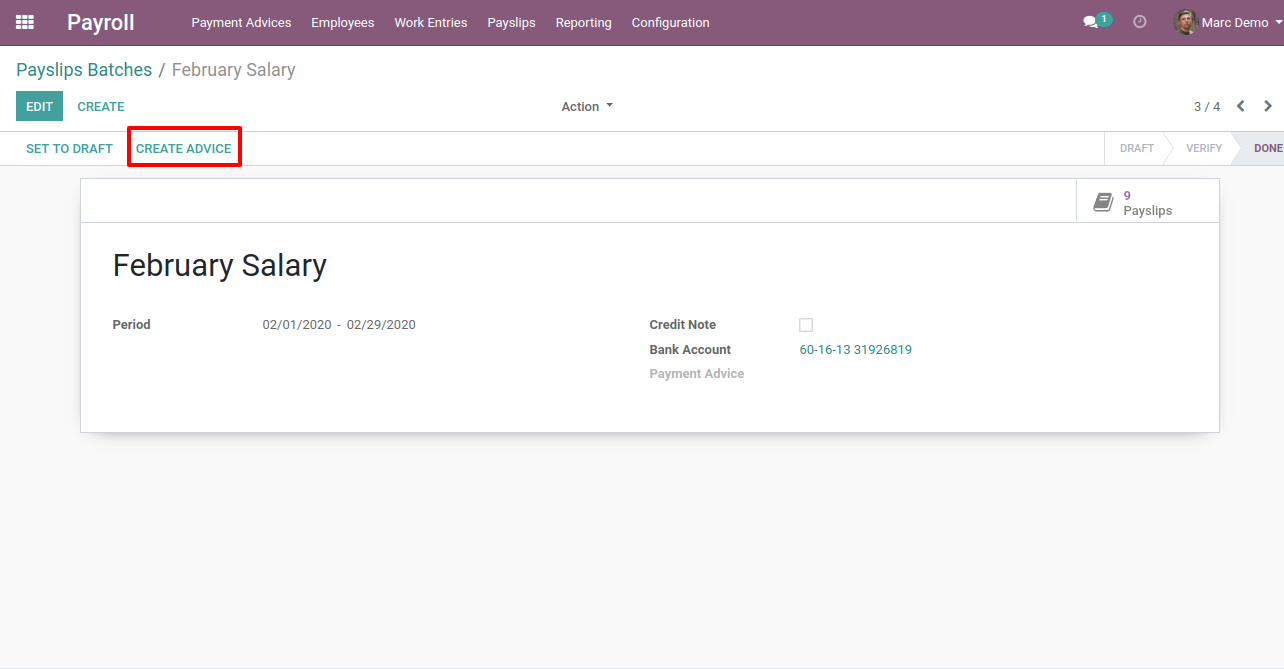 Payroll Payment Advices Employees Work Entries Payslips Reporting Configuration 1 Marc Demo
Payslips Batches / February Salary
EDIT CREATE Action 3 / 4
SET TO DRAFT CREATE ADVICE DRAFT VERIFY DONE
9
Payslips
February Salary
Period 02/01/2020 - 02/29/2020 Credit Note
Bank Account 60-16-13 31926819
Payment Advice